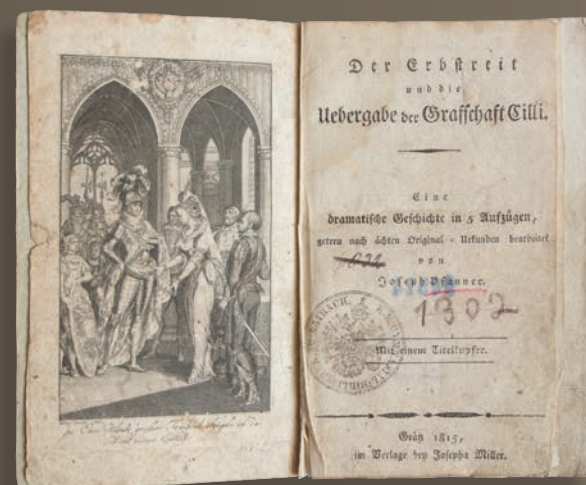 Der Erbstreit
und die
Uebergabe der Graffschaft Cilli.
Eine
dramatische Geschichte in 5 Aufzügen,
getreu nach ächten Original - Urkunden bearbeitet
von
Joseph Pfanner.
1302
Mit einem Titelkupfer.
Grätz 1815,
im Verlage bey Josepha Miller.